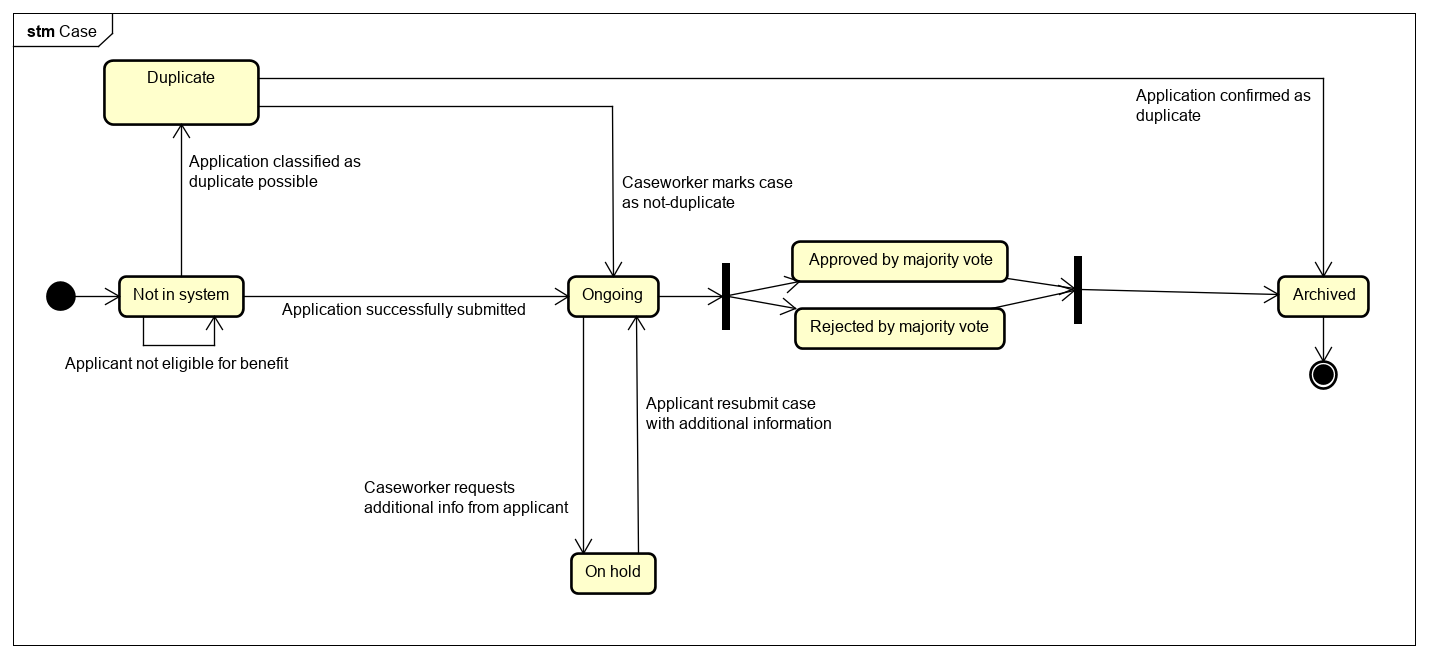 stm Case
Duplicate
Application confirmed as
duplicate
Application classified as
duplicate possible
Caseworker marks case
as not-duplicate
Approved by majority vote
Not in system
Ongoing
Archived
Application successfully submitted
Rejected by majority vote
Applicant not eligible for benefit
Applicant resubmit case
with additional information
Caseworker requests
additional info from applicant
On hold